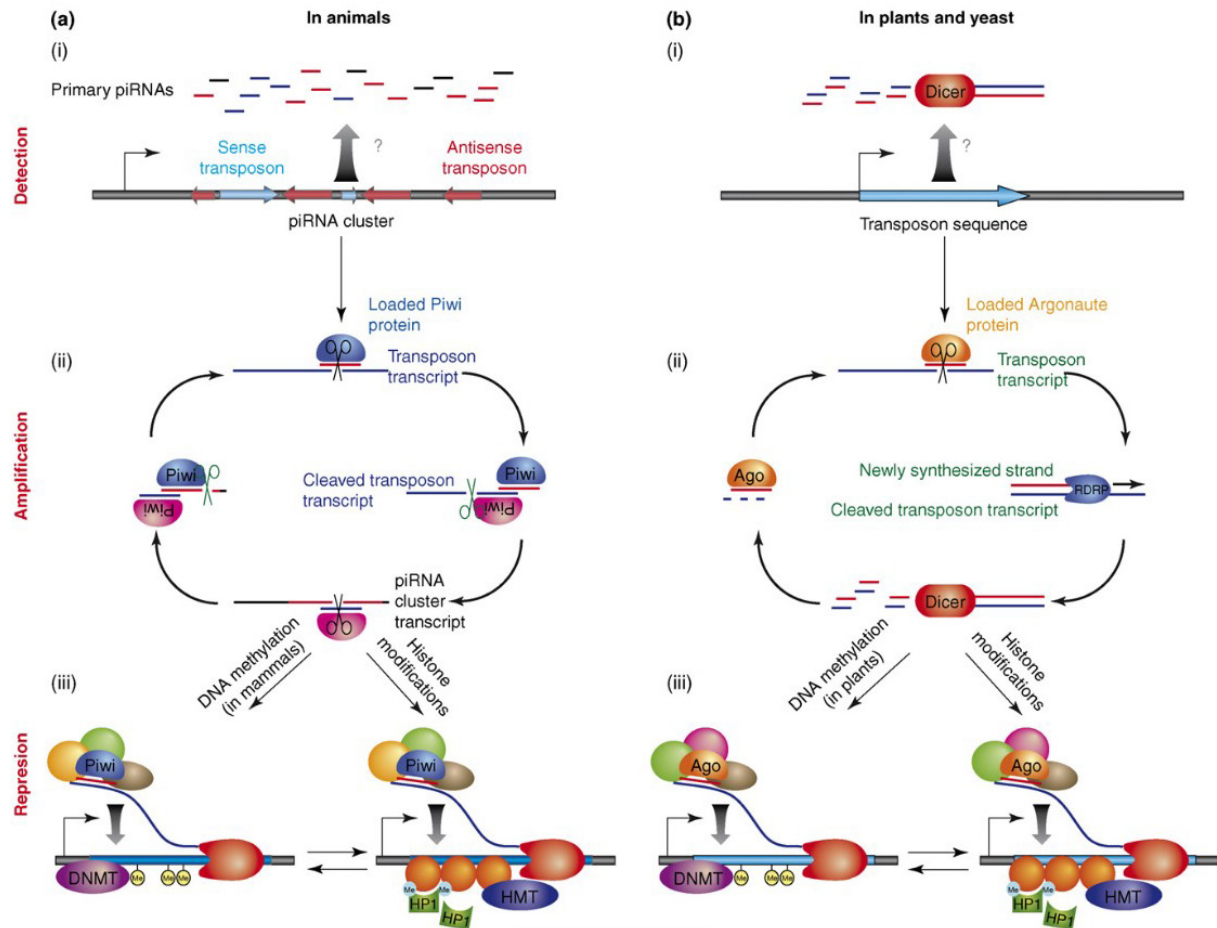 (a)
In animals
(i)
Primary piRNAs
?
Sense
transposon
Antisense
transposon
piRNA cluster
Detection
Loaded Piwi
protein
(ii)
Transposon
transcript
Piwi
Piwi
Cleaved transposon
transcript
Piwi
Piwi
piRNA
cluster
transcript
Amplification
DNA methylation
(in mammals)
Histone
modifications
(iii)
Piwi
DNMT
Me
Me
Me
Piwi
Me
Me
HP1
HP1
HMT
Represion
(b)
In plants and yeast
(i)
Dicer
?
Transposon sequence
Loaded Argonaute
protein
(ii)
Transposon
transcript
Ago
Newly synthesized strand
RDRP
Cleaved transposon transcript
Dicer
DNA methylation
(in plants)
Histone
modifications
(iii)
Ago
DNMT
Me
Me
Me
Ago
Me
Me
HP1
HP1
HMT